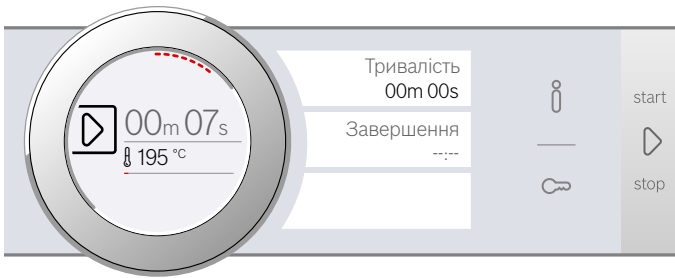 00m 07s
195 °C
Тривалість
00m 00s
Завершення
--:--
start
stop